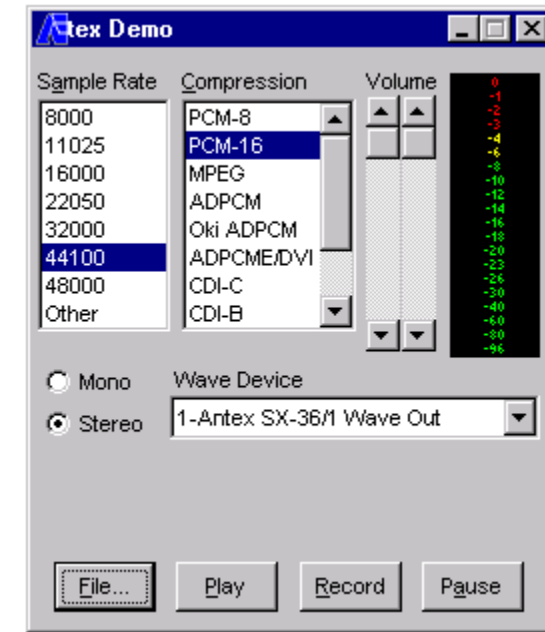 Antex Demo
Sample Rate
8000
11025
16000
22050
32000
44100
48000
Other
Compression
PCM-8
PCM-16
MPEG
ADPCM
Oki ADPCM
ADPCME/DVI
CDI-C
CDI-B
Volume
0
-1
-2
-3
-4
-6
-8
-10
-12
-14
-16
-18
-20
-23
-26
-30
-40
-60
-80
-96
Mono
Stereo
Wave Device
1-Antex SX-36/1 Wave Out
File...
Play
Record
Pause